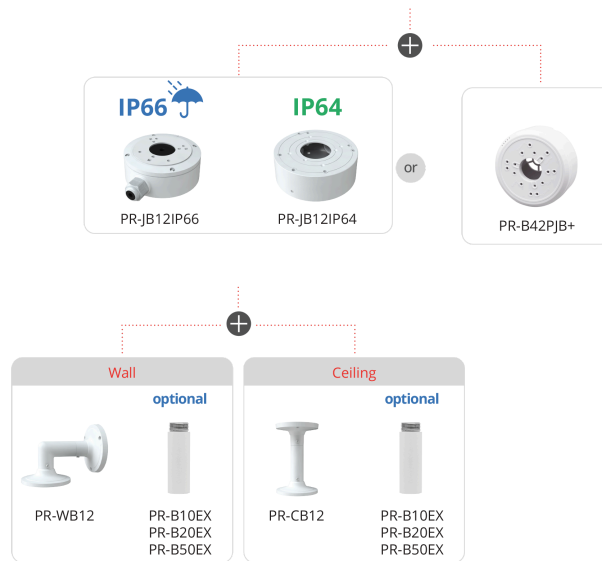 IP66
IP64
PR-JB12IP66
PR-JB12IP64
or
PR-B42PJB+
Wall
Ceiling
optional
optional
PR-WB12
PR-B10EX
PR-B20EX
PR-B50EX
PR-CB12
PR-B10EX
PR-B20EX
PR-B50EX